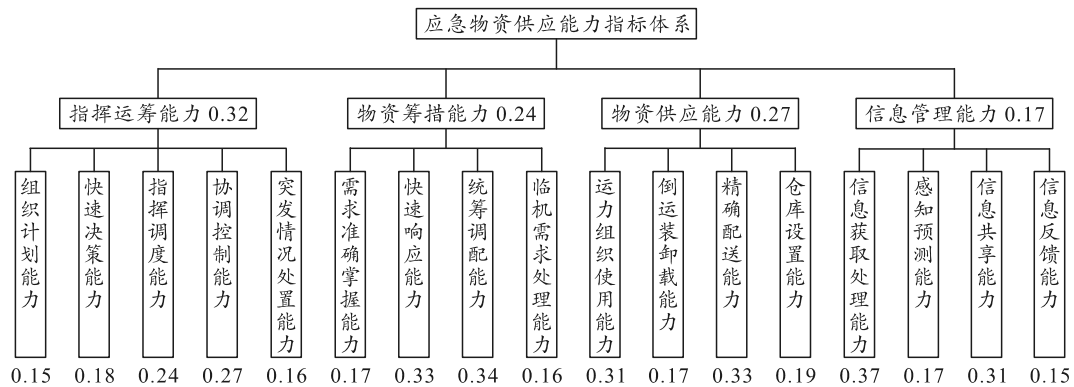 应急物资供应能力指标体系
指挥运筹能力 0.32
物资筹措能力 0.24
物资供应能力 0.27
信息管理能力 0.17
组织计划能力
快速决策能力
指挥调度能力
协调控制能力
突发情况处置能力
需求准确掌握能力
快速响应能力
统筹调配能力
临机需求处理能力
运力组织使用能力
倒运装卸载能力
精确配送能力
仓库设置能力
信息获取处理能力
感知预测能力
信息共享能力
信息反馈能力
0.15 0.18 0.24 0.27 0.16 0.17 0.33 0.34 0.16 0.31 0.17 0.33 0.19 0.37 0.17 0.31 0.15